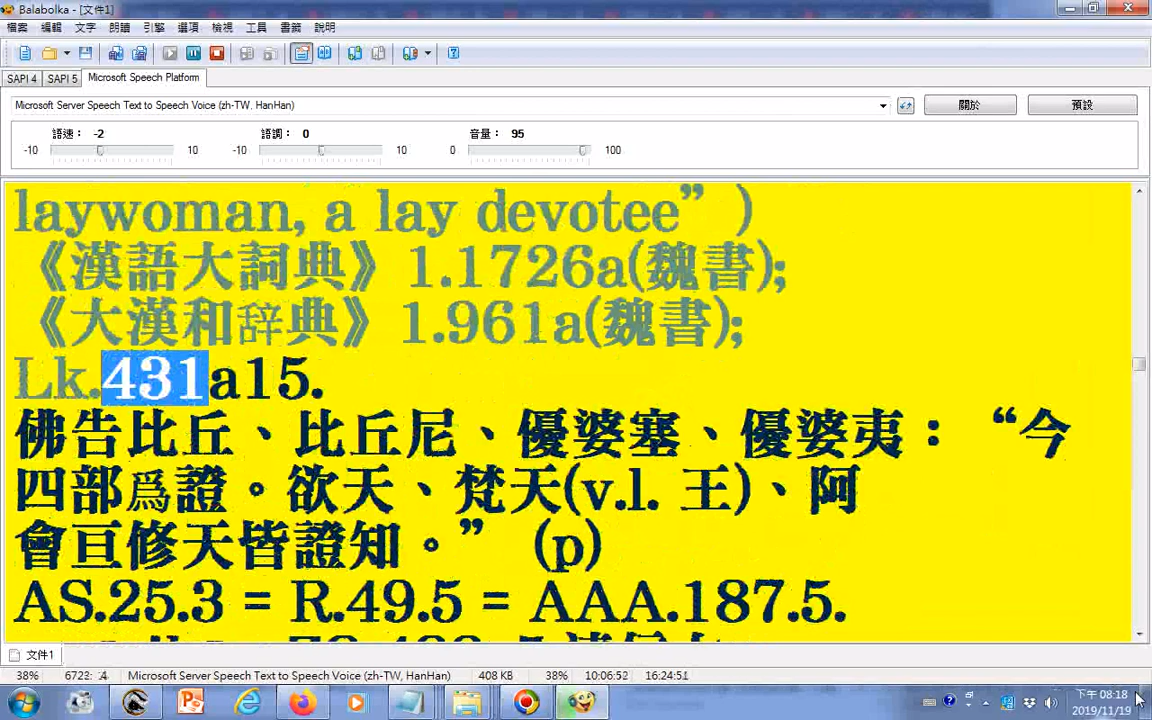 Balabolka - [文件1]
檔案 編輯 文字 朗讀 引擎 選項 檢視 工具 書籤 說明
SAPI 4 SAPI 5 Microsoft Speech Platform
Microsoft Server Speech Text to Speech Voice (zh-TW, HanHan) 關於 預設
語速： -2 語調： 0 音量： 95
-10 10 -10 10 0 100
laywoman, a lay devotee”)
《漢語大詞典》1.1726a(魏書);
《大漢和辞典》1.961a(魏書);
Lk.431a15.
佛告比丘、比丘尼、優婆塞、優婆夷：“今
四部爲證。欲天、梵天(v.l. 王)、阿
會亘修天皆證知。” (p)
AS.25.3 = R.49.5 = AAA.187.5.
文件1
38% 6722: :4 Microsoft Server Speech Text to Speech Voice (zh-TW, HanHan) 408 KB 38% 10:06:52 16:24:51
下午 08:18
2019/11/19